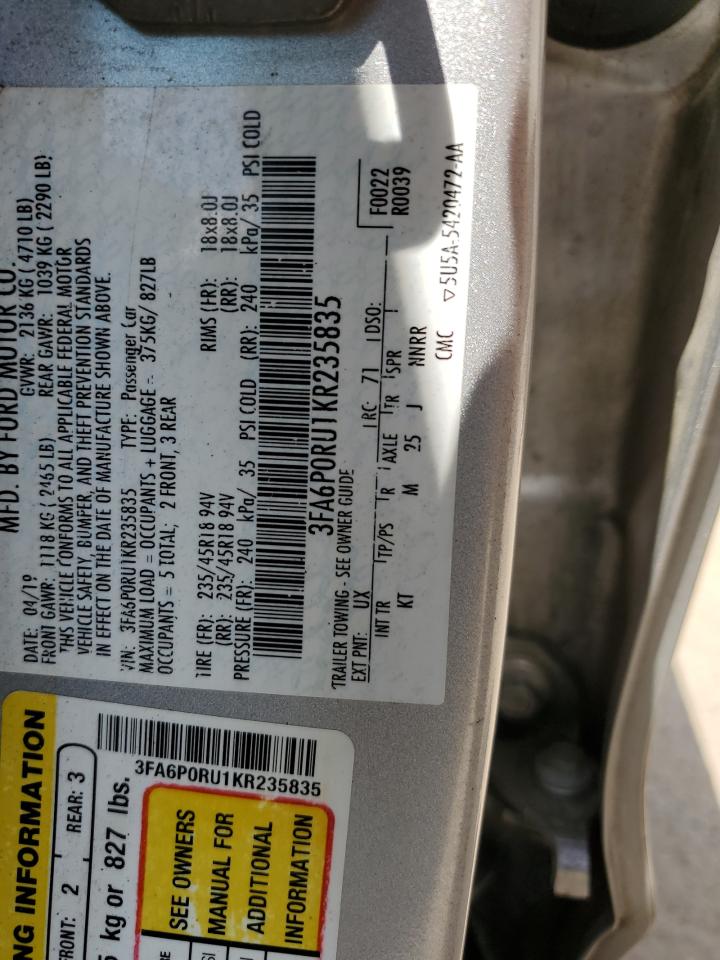 MFD. BY FORD MOTOR CO.
DATE: 04/19 GVWR: 2136 KG ( 4710 LB)
FRONT GAWR: 1118 KG ( 2465 LB) REAR GAWR: 1039 KG ( 2290 LB)
THIS VEHICLE CONFORMS TO ALL APPLICABLE FEDERAL MOTOR
VEHICLE SAFETY, BUMPER, AND THEFT PREVENTION STANDARDS
IN EFFECT ON THE DATE OF MANUFACTURE SHOWN ABOVE.
VIN: 3FA6P0RU1KR235835 TYPE: Passenger Car
MAXIMUM LOAD = OCCUPANTS + LUGGAGE = 375KG/ 827LB
OCCUPANTS = 5 TOTAL; 2 FRONT, 3 REAR
TIRE (FR): 235/45R18 94V RIMS (FR): 18x8.0J
(RR): 235/45R18 94V (RR): 18x8.0J
PRESSURE (FR): 240 kPa/ 35 PSI COLD (RR): 240 kPa/ 35 PSI COLD
3FA6P0RU1KR235835
TRAILER TOWING - SEE OWNER GUIDE
EXT PNT: UX RC: 71 DSO: F0022
R0039
INT TR TP/PS R AXLE TR SPR
KT M 25 J NNRR
CMC ▽5U5A-5420472-AA
NG INFORMATION
FRONT: 2 REAR: 3
kg or 827 lbs.
3FA6P0RU1KR235835
SEE OWNERS
MANUAL FOR
ADDITIONAL
INFORMATION